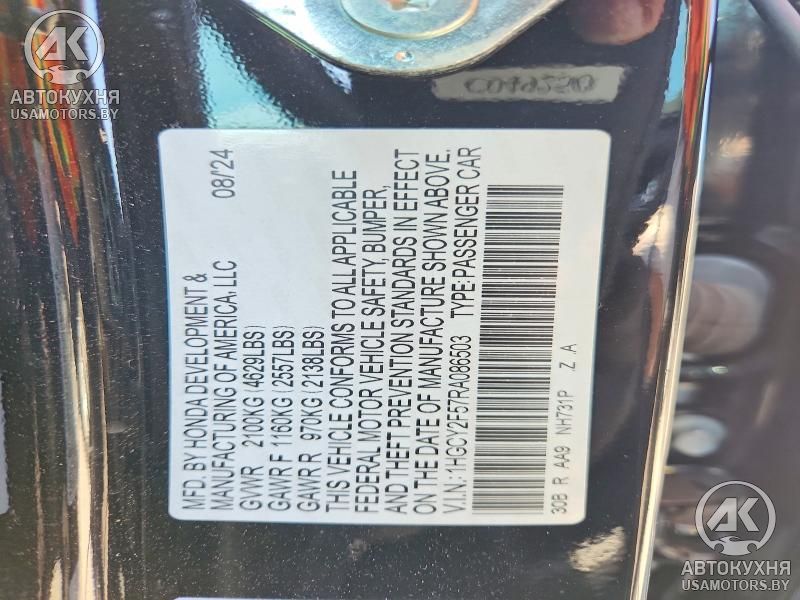 AK
АВТОКУХНЯ
USAMOTORS.BY
MFD. BY HONDA DEVELOPMENT &
MANUFACTURING OF AMERICA, LLC 08/24
GVWR 2100KG (4629LBS)
GAWR F 1160KG (2557LBS)
GAWR R 970KG (2138LBS)
THIS VEHICLE CONFORMS TO ALL APPLICABLE
FEDERAL MOTOR VEHICLE SAFETY, BUMPER,
AND THEFT PREVENTION STANDARDS IN EFFECT
ON THE DATE OF MANUFACTURE SHOWN ABOVE.
V.I.N.: 1HGCY2F57RA086503 TYPE:PASSENGER CAR
30B R AA9 NH731P Z .A
AK
АВТОКУХНЯ
USAMOTORS.BY